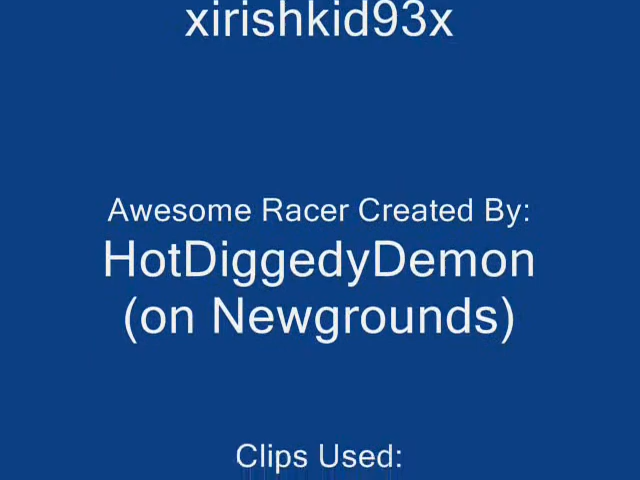 xirishkid93x
Awesome Racer Created By:
HotDiggedyDemon
(on Newgrounds)
Clips Used: